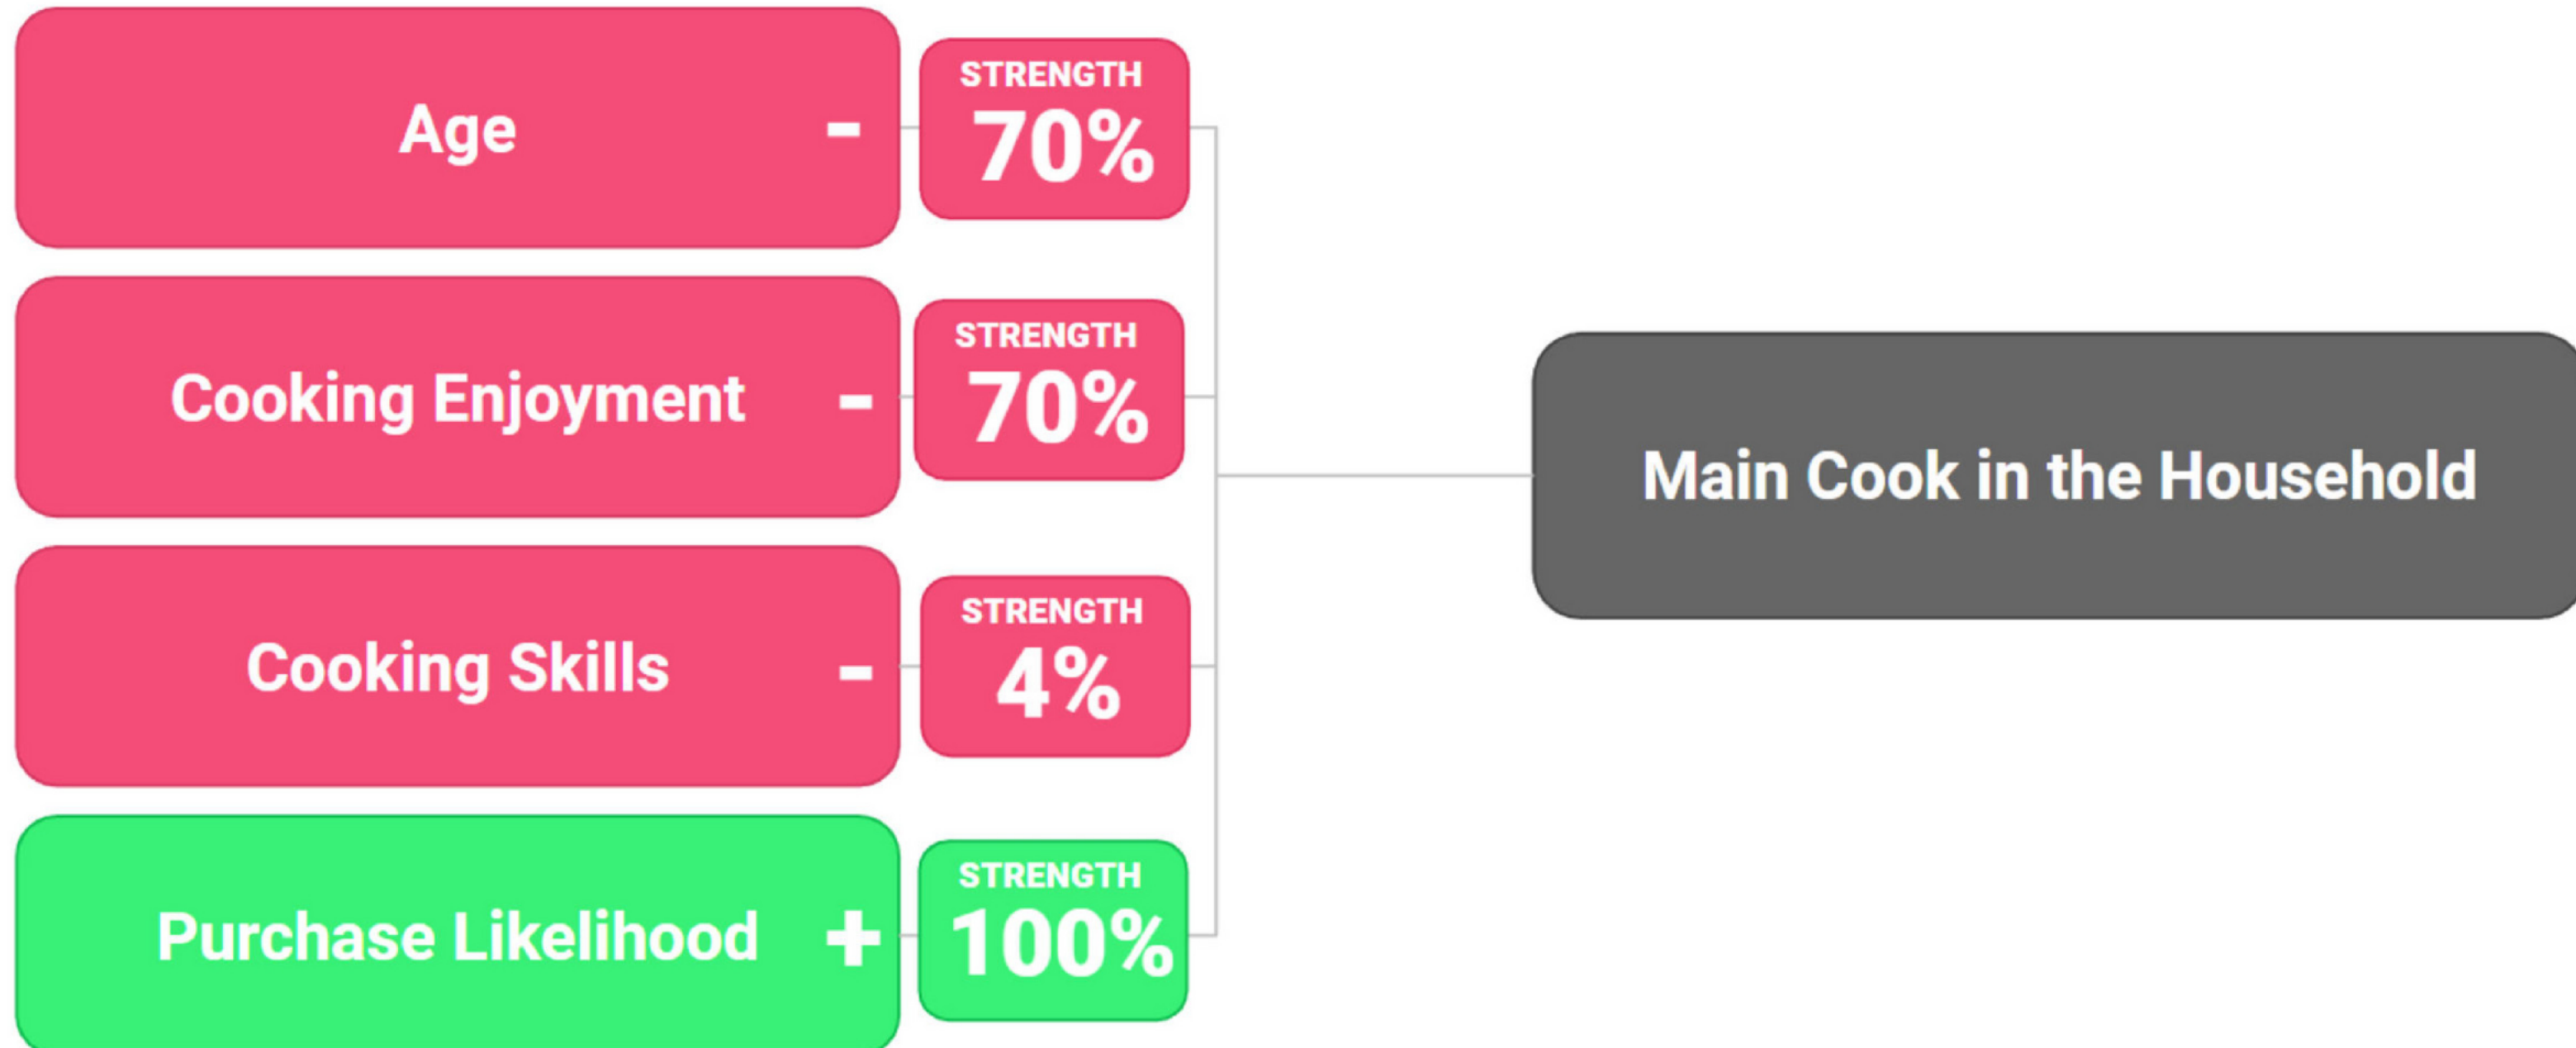 Age -
STRENGTH
70%
Cooking Enjoyment -
STRENGTH
70%
Cooking Skills -
STRENGTH
4%
Purchase Likelihood +
STRENGTH
100%
Main Cook in the Household